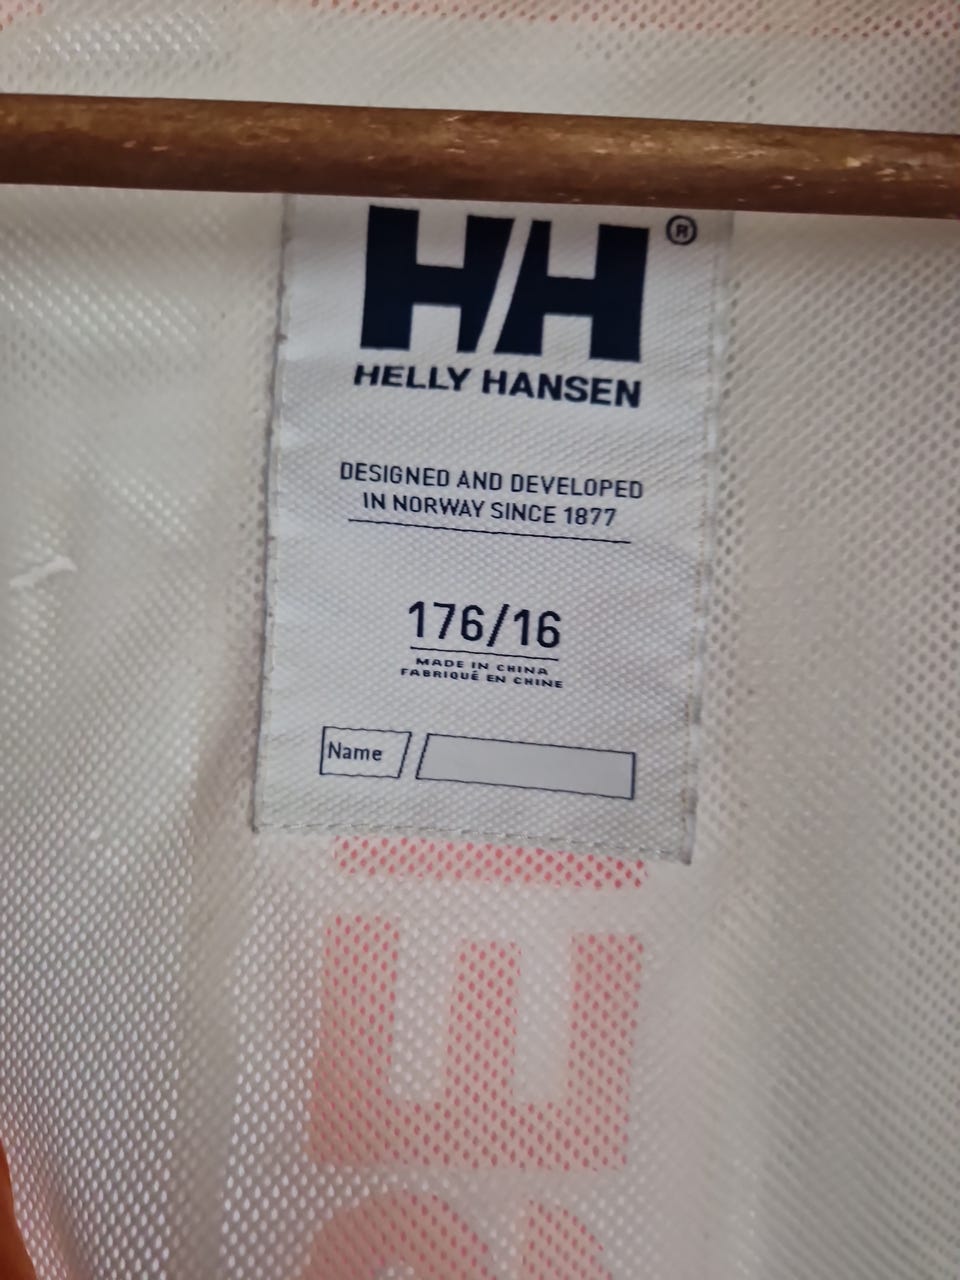 HH®
HELLY HANSEN
DESIGNED AND DEVELOPED
IN NORWAY SINCE 1877
176/16
MADE IN CHINA
FABRIQUÉ EN CHINE
Name